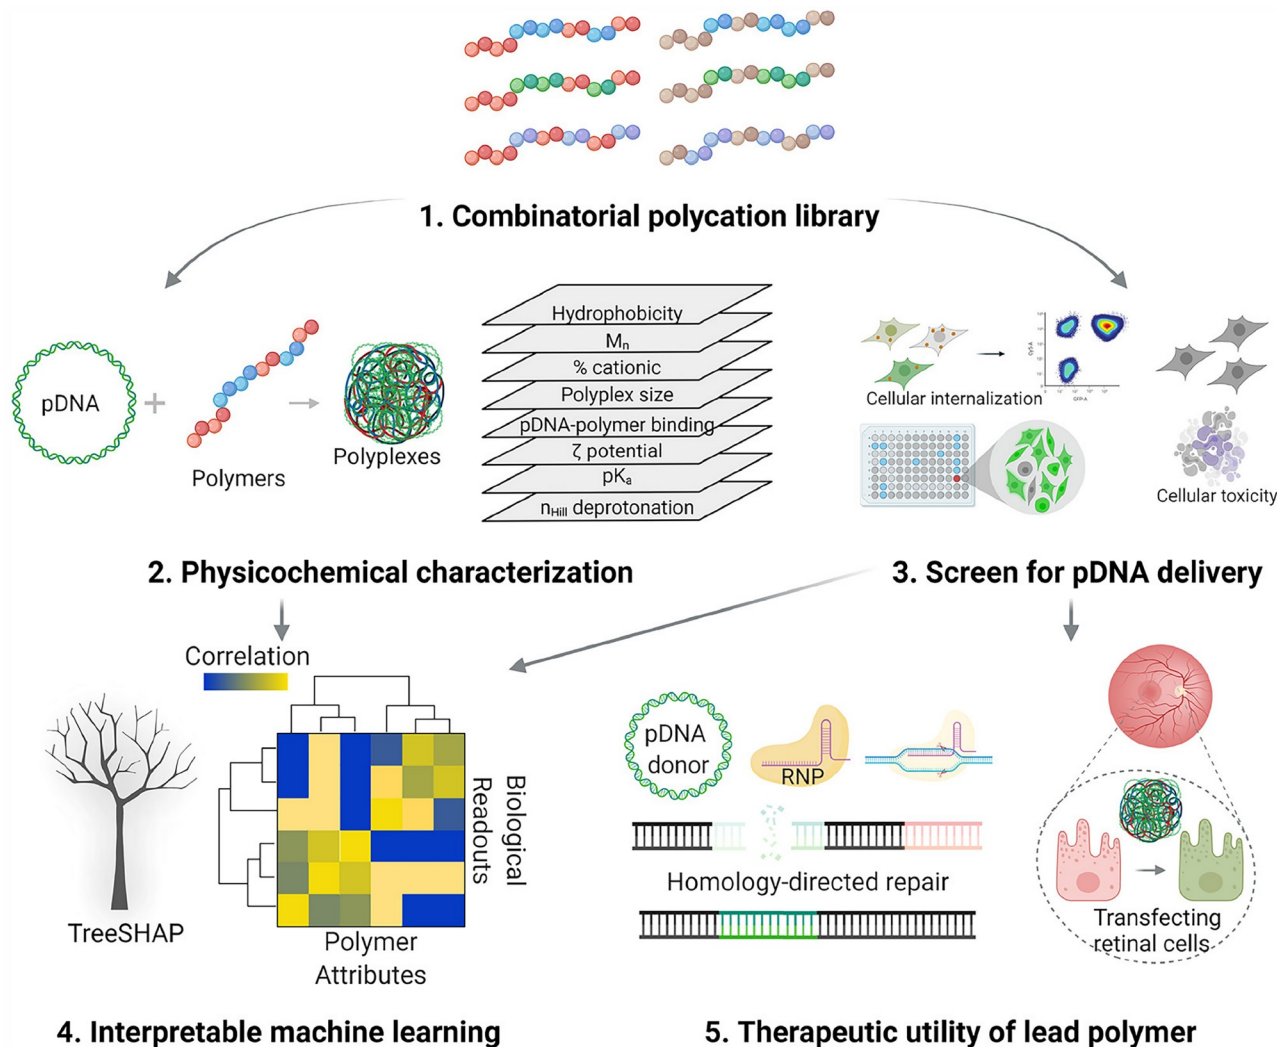 1. Combinatorial polycation library
pDNA
Polymers
Polyplexes
Hydrophobicity
Mn
% cationic
Polyplex size
pDNA-polymer binding
ζ potential
pKa
nHill deprotonation
Cellular internalization
Cy5-A
GFP-A
Cellular toxicity
2. Physicochemical characterization
3. Screen for pDNA delivery
Correlation
TreeSHAP
Biological
Readouts
Polymer
Attributes
pDNA
donor
RNP
Homology-directed repair
Transfecting
retinal cells
4. Interpretable machine learning
5. Therapeutic utility of lead polymer